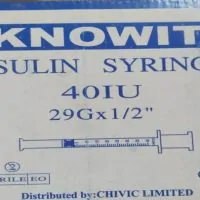 KNOWIT
SULIN SYRING
40IU
29Gx1/2"
RILE EO
Distributed by:CHIVIC LIMITED